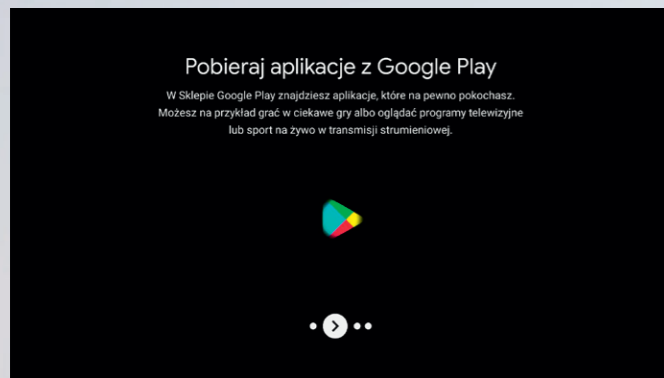 Pobieraj aplikacje z Google Play
W Sklepie Google Play znajdziesz aplikacje, które na pewno pokochasz.
Możesz na przykład grać w ciekawe gry albo oglądać programy telewizyjne
lub sport na żywo w transmisji strumieniowej.